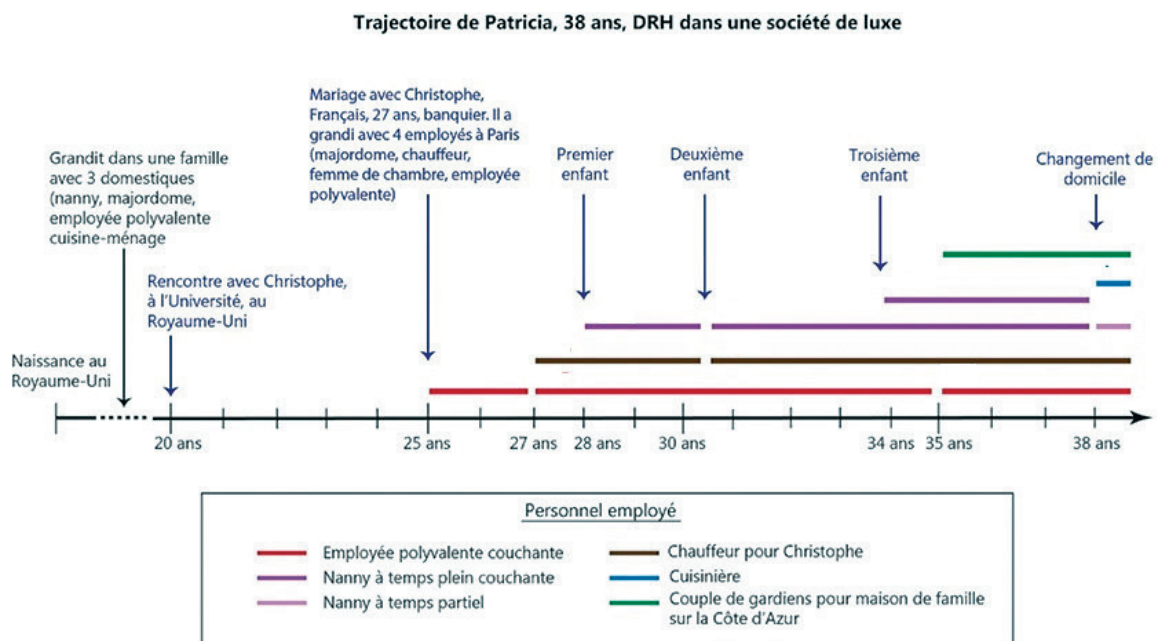 Trajectoire de Patricia, 38 ans, DRH dans une société de luxe
Grandit dans une famille
avec 3 domestiques
(nanny, majordome,
employée polyvalente
cuisine-ménage
Rencontre avec Christophe,
à l'Université, au
Royaume-Uni
Mariage avec Christophe,
Français, 27 ans, banquier. Il a
grandi avec 4 employés à Paris
(majordome, chauffeur,
femme de chambre, employée
polyvalente)
Premier
enfant
Deuxième
enfant
Troisième
enfant
Changement de
domicile
Naissance au
Royaume-Uni
20 ans
25 ans
27 ans
28 ans
30 ans
34 ans
35 ans
38 ans
Personnel employé
Employée polyvalente couchante
Nanny à temps plein couchante
Nanny à temps partiel
Chauffeur pour Christophe
Cuisinière
Couple de gardiens pour maison de famille
sur la Côte d'Azur